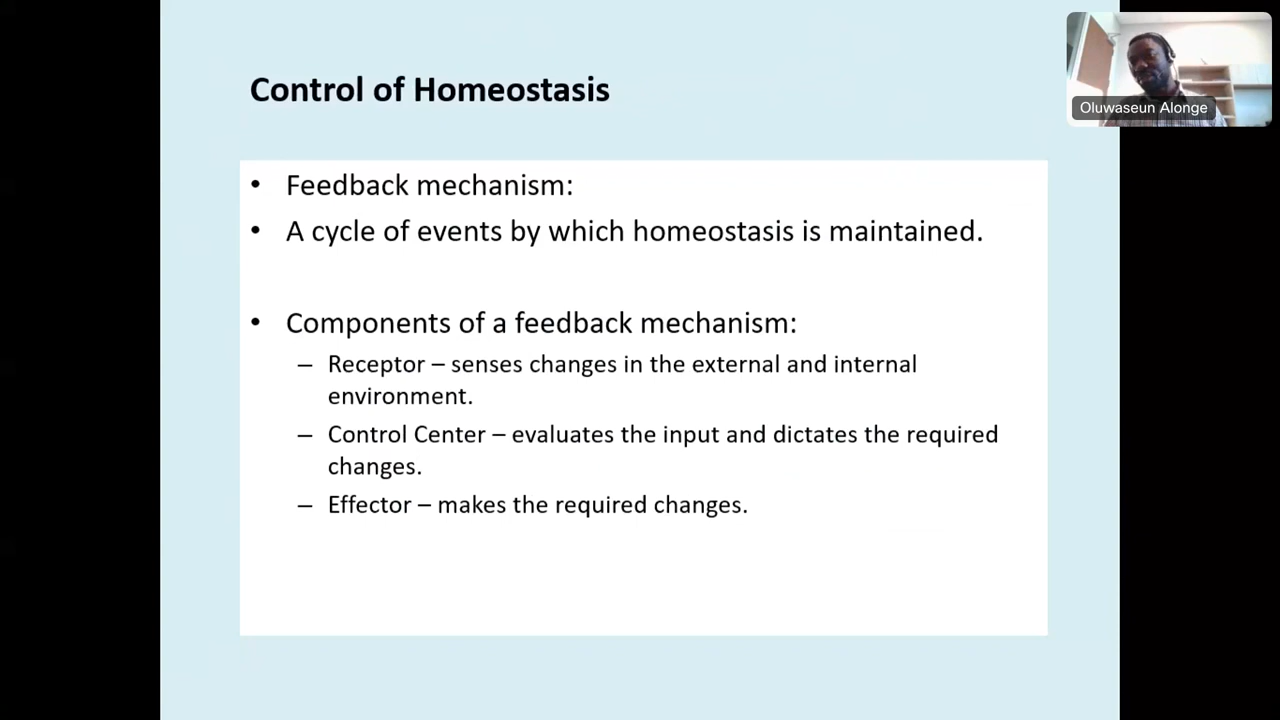 Control of Homeostasis
Oluwaseun Alonge
• Feedback mechanism:
• A cycle of events by which homeostasis is maintained.
• Components of a feedback mechanism:
– Receptor – senses changes in the external and internal
environment.
– Control Center – evaluates the input and dictates the required
changes.
– Effector – makes the required changes.